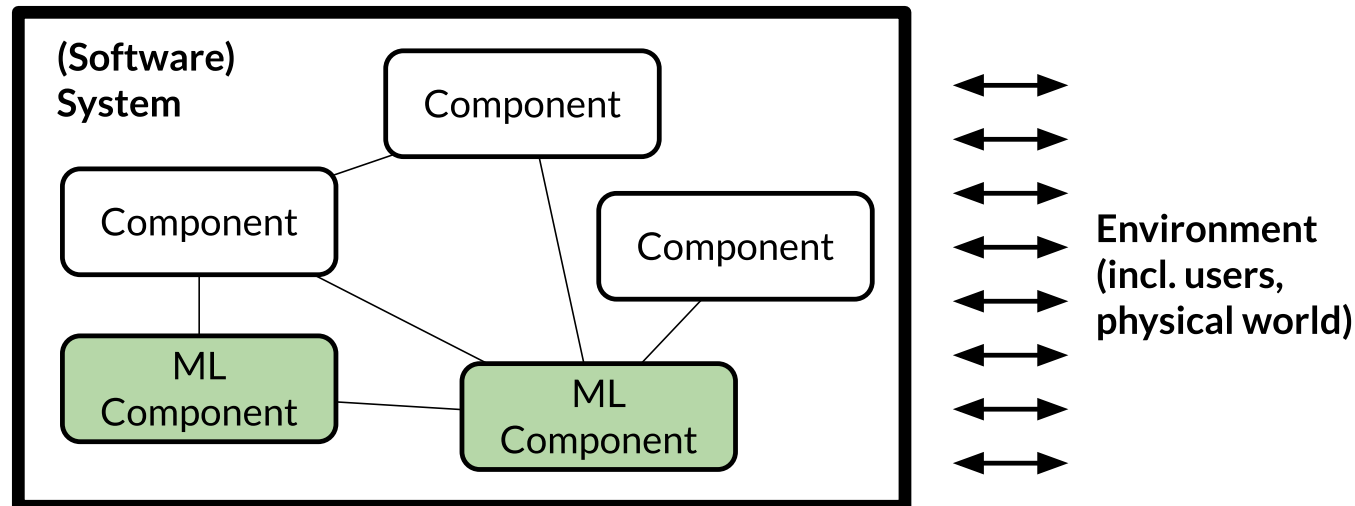 (Software)
System
Component
Component
Component
ML
Component
ML
Component
Environment
(incl. users,
physical world)